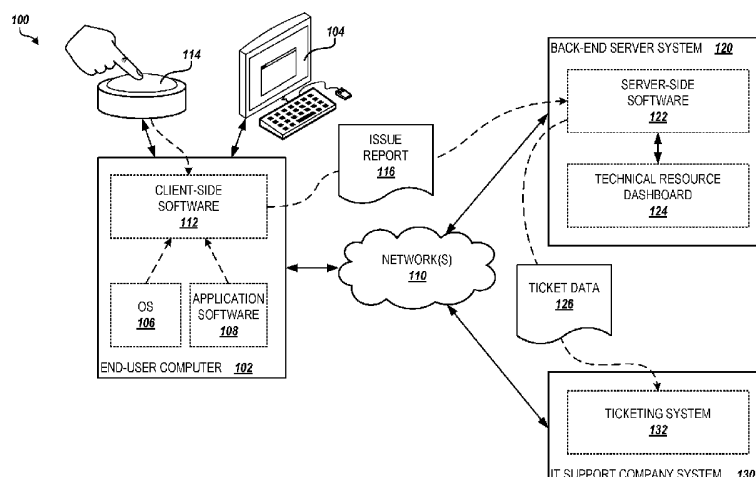 100
114
104
BACK-END SERVER SYSTEM 120
SERVER-SIDE
SOFTWARE
122
TECHNICAL RESOURCE
DASHBOARD
124
ISSUE
REPORT
116
CLIENT-SIDE
SOFTWARE
112
NETWORK(S)
110
OS
106
APPLICATION
SOFTWARE
108
END-USER COMPUTER 102
TICKET DATA
126
TICKETING SYSTEM
132
IT SUPPORT COMPANY SYSTEM 130